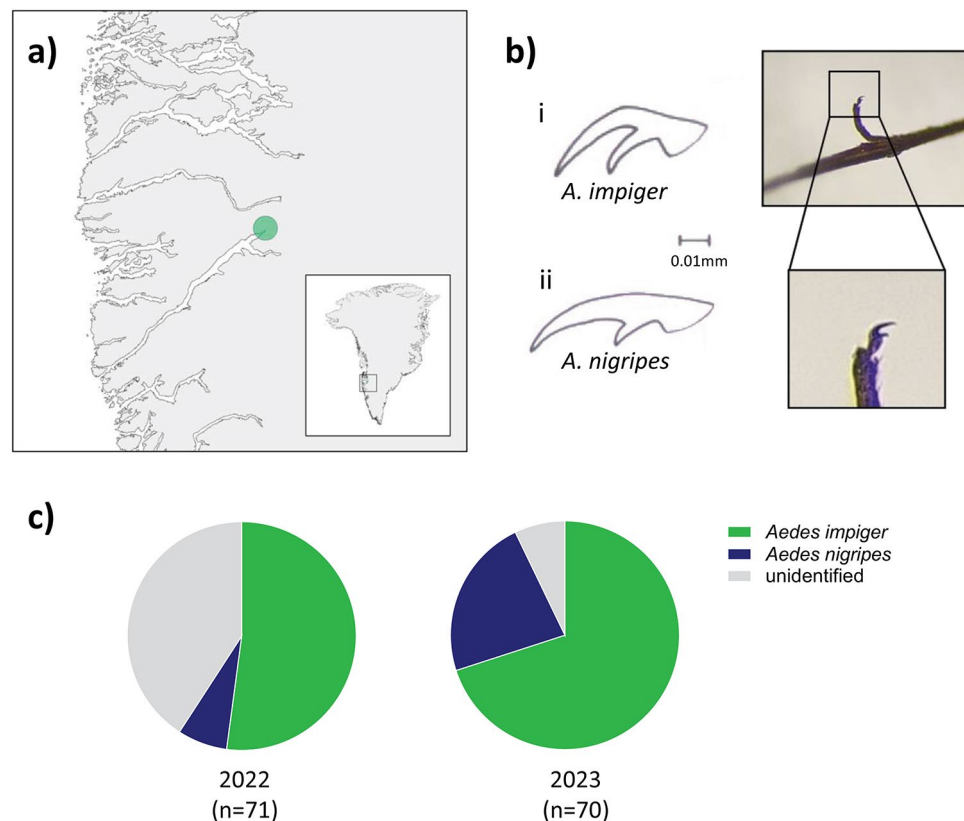 a)
b)
i
A. impiger
0.01mm
ii
A. nigripes
c)
Aedes impiger
Aedes nigripes
unidentified
2022
(n=71)
2023
(n=70)